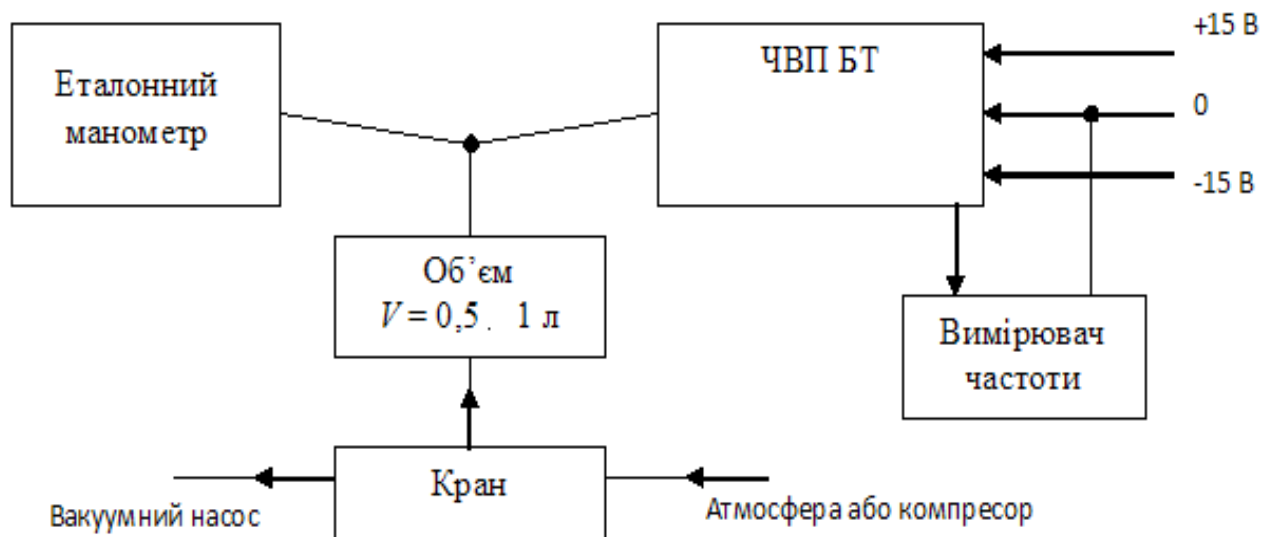 Еталонний
манометр
ЧВП БТ
+15 В
0
-15 В
Об’єм
V = 0,5 . 1 л
Вимірювач
частоти
Кран
Вакуумний насос
Атмосфера або компресор